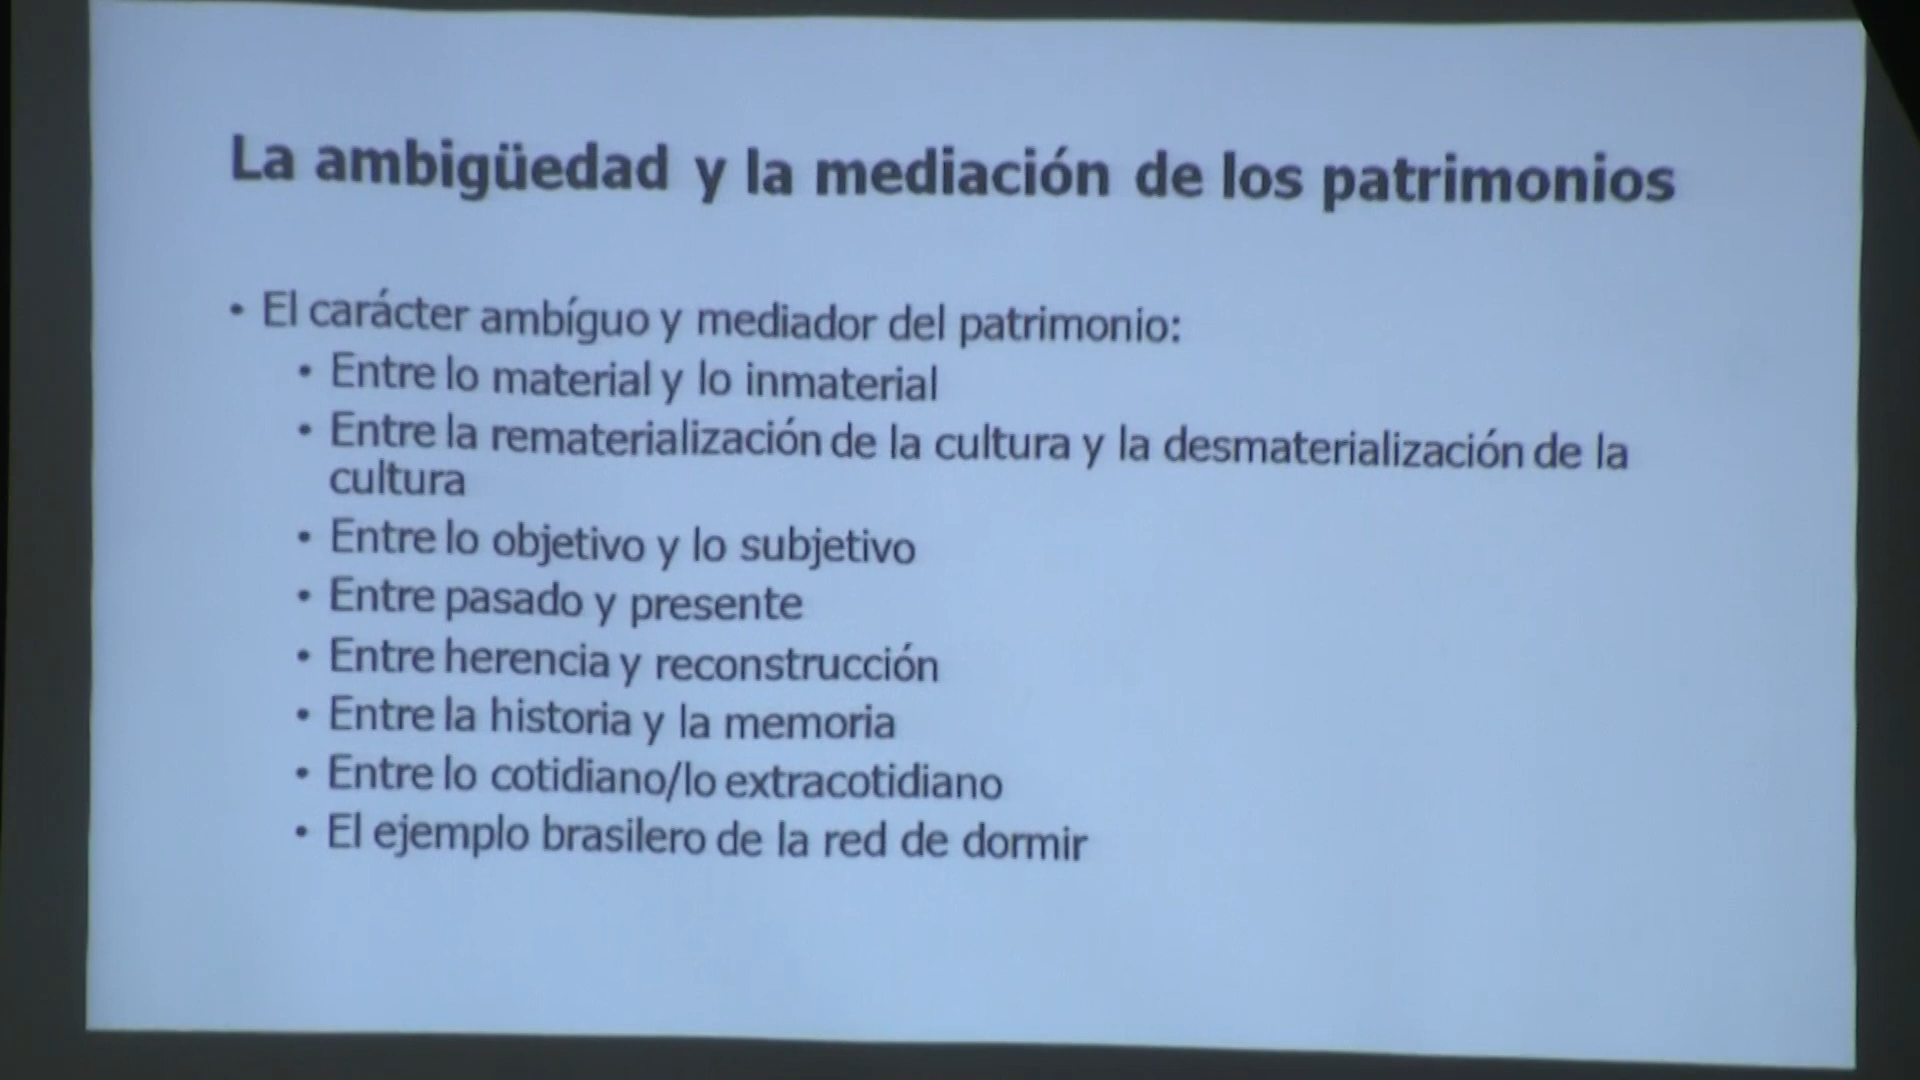 La ambigüedad y la mediación de los patrimonios
• El carácter ambíguo y mediador del patrimonio:
• Entre lo material y lo inmaterial
• Entre la rematerialización de la cultura y la desmaterialización de la
cultura
• Entre lo objetivo y lo subjetivo
• Entre pasado y presente
• Entre herencia y reconstrucción
• Entre la historia y la memoria
• Entre lo cotidiano/lo extracotidiano
• El ejemplo brasilero de la red de dormir